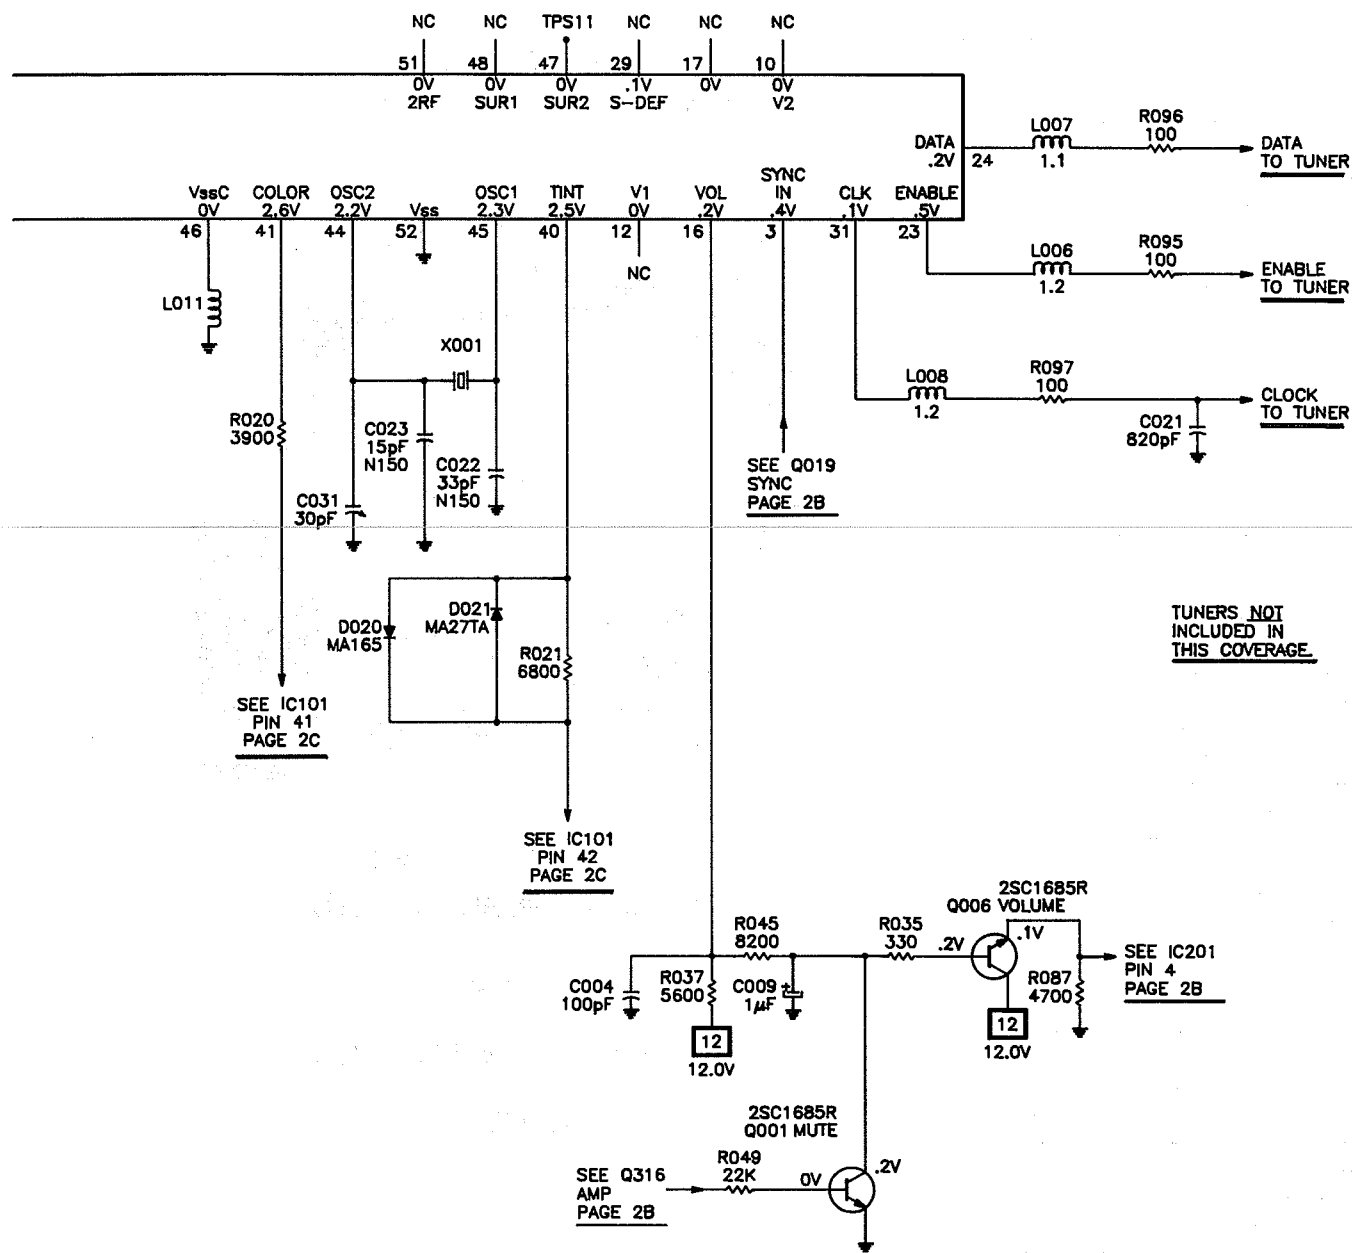 NC NC TPS11 NC NC NC
51 48 47 29 17 10
0V 0V 0V .1V 0V 0V
2RF SUR1 SUR2 S-DEF V2
DATA
.2V 24
L007
1.1
R096
100
DATA
TO TUNER
VssC COLOR OSC2 Vss OSC1 TINT V1 VOL SYNC IN CLK ENABLE
0V 2.6V 2.2V 2.3V 2.5V 0V .2V .4V .1V .5V
46 41 44 52 45 40 12 16 3 31 23
NC
L006
1.2
R095
100
ENABLE
TO TUNER
L011
X001
L008
1.2
R097
100
CLOCK
TO TUNER
C021
820pF
R020
3900
C023
15pF
N150
C022
33pF
N150
C031
30pF
SEE Q019
SYNC
PAGE 2B
D020
MA165
D021
MA27TA
R021
6800
TUNERS NOT
INCLUDED IN
THIS COVERAGE.
SEE IC101
PIN 41
PAGE 2C
SEE IC101
PIN 42
PAGE 2C
2SC1685R
Q006 VOLUME
R045
8200
R035
330
.2V
.1V
SEE IC201
PIN 4
PAGE 2B
C004
100pF
R037
5600
C009
+
1µF
R087
4700
12
12.0V
12
12.0V
2SC1685R
Q001 MUTE
SEE Q316
AMP
PAGE 2B
R049
22K
0V
.2V